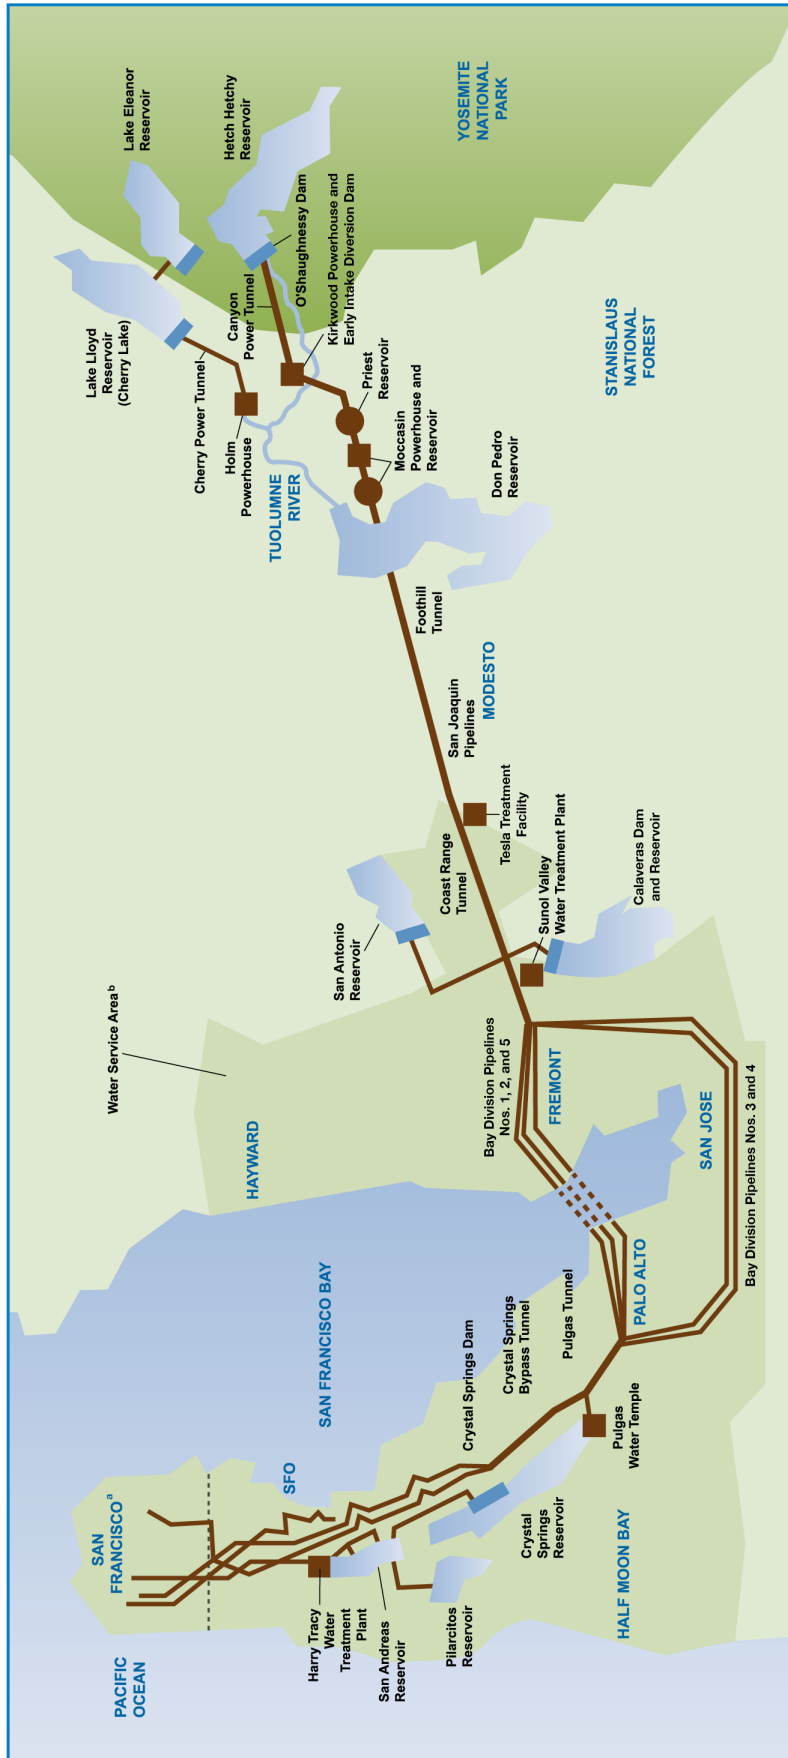 PACIFIC
OCEAN
SAN
FRANCISCOᵃ
Harry Tracy
Water
Treatment
Plant
San Andreas
Reservoir
Pilarcitos
Reservoir
HALF MOON BAY
Crystal
Springs
Reservoir
SFO
Pulgas
Water Temple
SAN FRANCISCO BAY
Crystal Springs Dam
Crystal Springs
Bypass Tunnel
Pulgas Tunnel
PALO ALTO
Bay Division Pipelines Nos. 3 and 4
SAN JOSE
HAYWARD
Bay Division Pipelines
Nos. 1, 2, and 5
FREMONT
Water Service Areaᵇ
San Antonio
Reservoir
Coast Range
Tunnel
Sunol Valley
Water Treatment Plant
Calaveras Dam
and Reservoir
Tesla Treatment
Facility
San Joaquin
Pipelines
MODESTO
Foothill
Tunnel
TUOLUMNE
RIVER
Don Pedro
Reservoir
Moccasin
Powerhouse and
Reservoir
Priest
Reservoir
Holm
Powerhouse
Cherry Power Tunnel
Lake Lloyd
Reservoir
(Cherry Lake)
Canyon
Power Tunnel
Kirkwood Powerhouse and
Early Intake Diversion Dam
O'Shaughnessy Dam
Lake Eleanor
Reservoir
Hetch Hetchy
Reservoir
STANISLAUS
NATIONAL
FOREST
YOSEMITE
NATIONAL
PARK